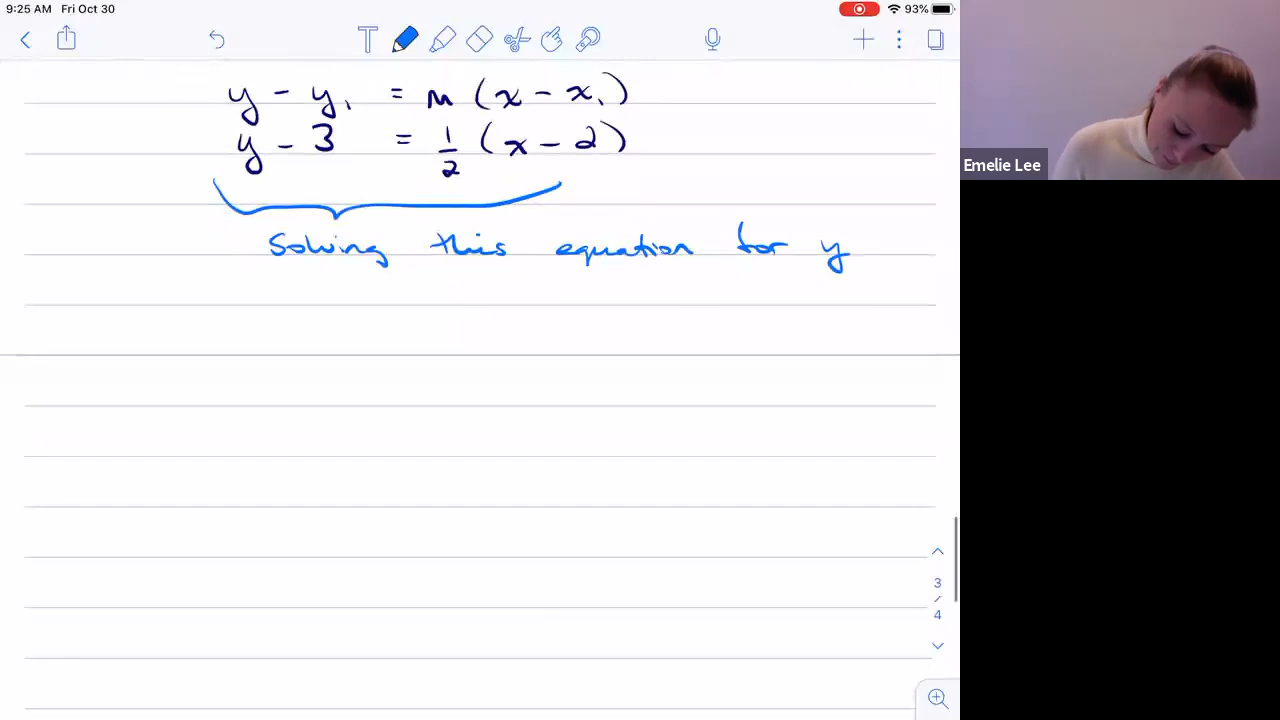 9:25 AM Fri Oct 30
93%
T
y - y₁ = m (x - x₁)
y - 3 = 1/2 (x - 2)
Solving this equation for y
Emelie Lee
3
/
4